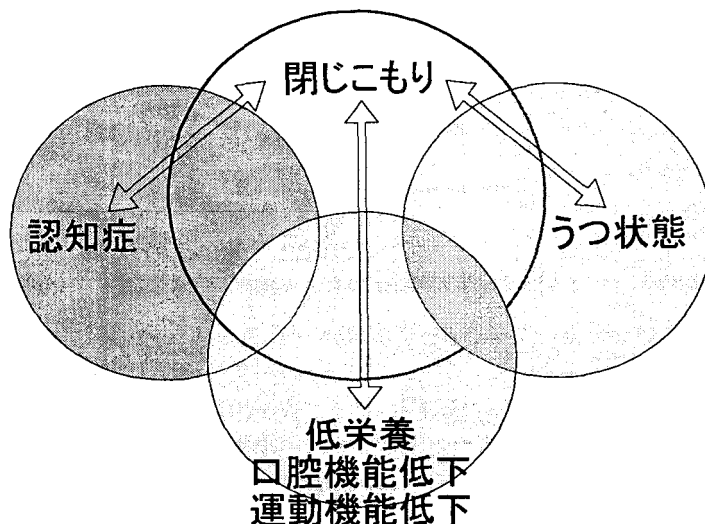 閉じこもり
認知症
うつ状態
低栄養
口腔機能低下
運動機能低下